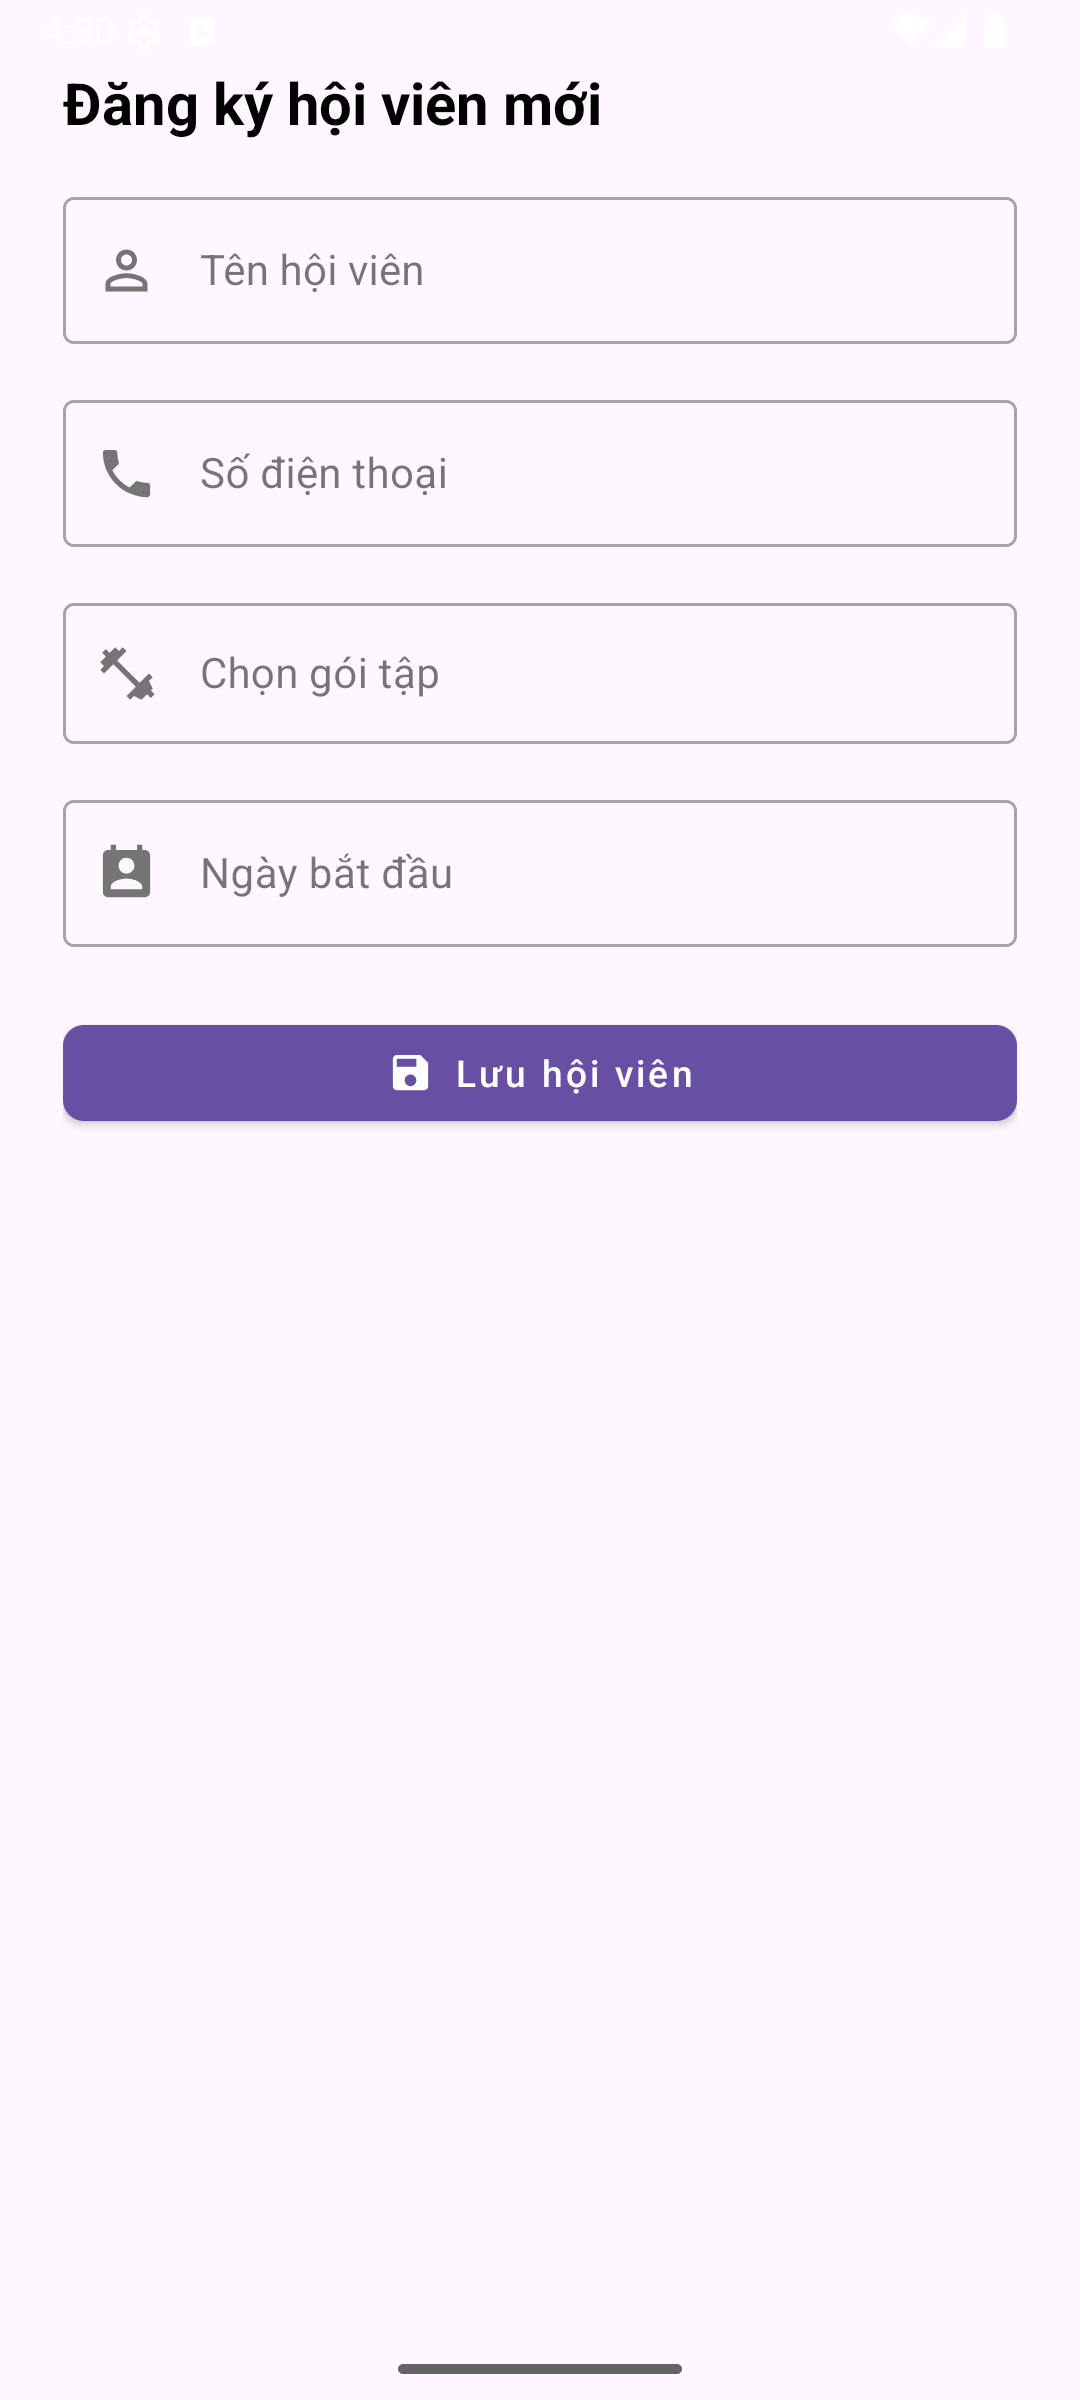 4:30
Đăng ký hội viên mới
Tên hội viên
Số điện thoại
Chọn gói tập
Ngày bắt đầu
Lưu hội viên